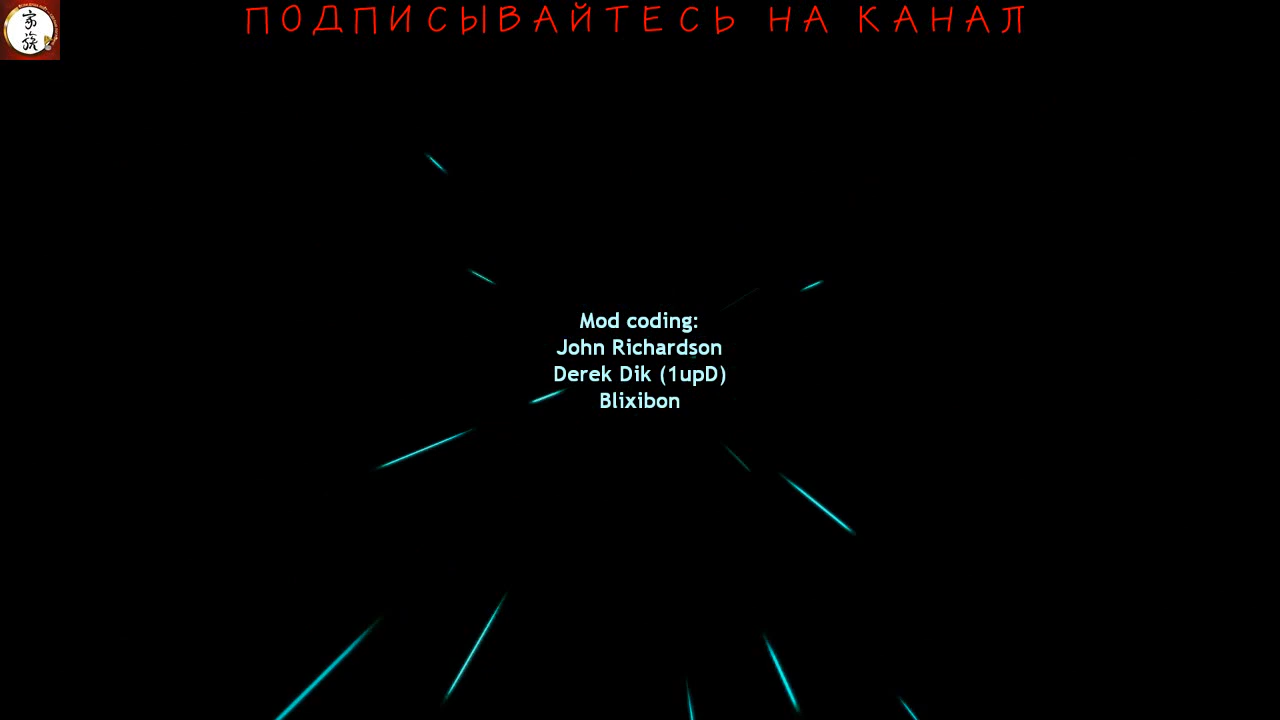 ПОДПИСЫВАЙТЕСЬ НА КАНАЛ
Mod coding:
John Richardson
Derek Dik (1upD)
Blixibon